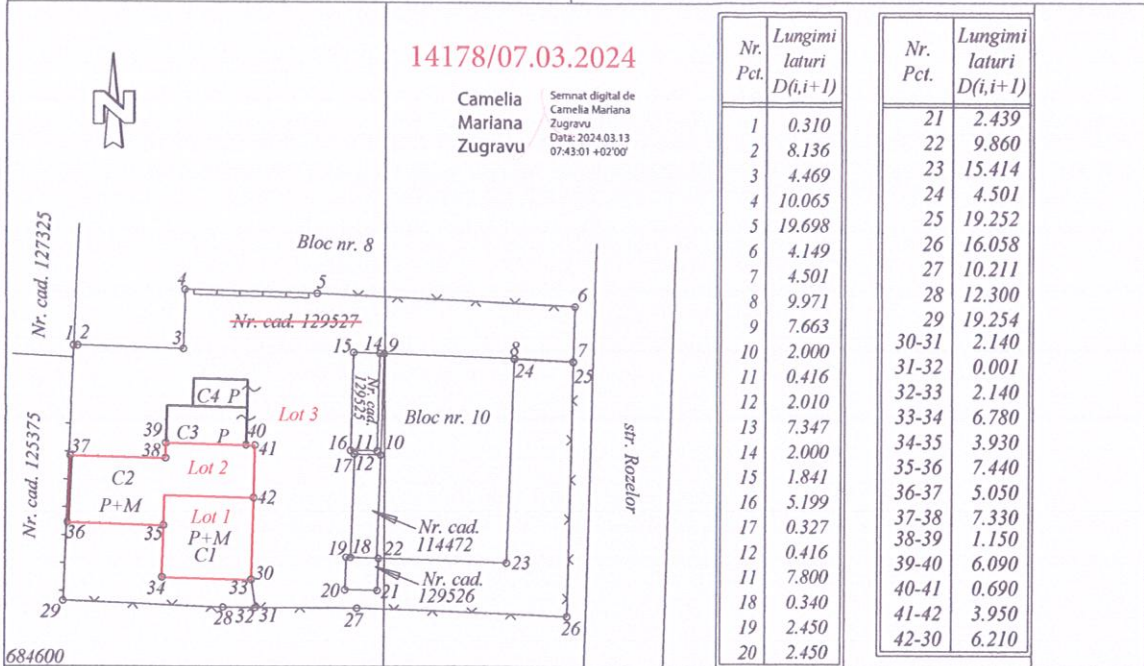 14178/07.03.2024
N
Camelia
Mariana
Zugravu
Semnat digital de
Camelia Mariana
Zugravu
Data: 2024.03.13
07:43:01 +02'00'
Bloc nr. 8
Nr. cad. 127325
4
5
6
Nr. cad. 129527
1 2
3
15
14 9
8
7
24
25
Nr. cad. 125375
C4 P
Nr. cad.
129525
Lot 3
Bloc nr. 10
39
C3
P
40
41
16
11
10
37
38
17
12
C2
Lot 2
str. Rozelor
P+M
42
36
35
Lot 1
P+M
C1
Nr. cad.
114472
19
18
22
23
34
33
30
Nr. cad.
129526
20
21
29
28
32
31
27
26
684600
Nr. Pct.
Lungimi laturi D(i,i+1)
1 0.310
2 8.136
3 4.469
4 10.065
5 19.698
6 4.149
7 4.501
8 9.971
9 7.663
10 2.000
11 0.416
12 2.010
13 7.347
14 2.000
15 1.841
16 5.199
17 0.327
12 0.416
11 7.800
18 0.340
19 2.450
20 2.450
Nr. Pct.
Lungimi laturi D(i,i+1)
21 2.439
22 9.860
23 15.414
24 4.501
25 19.252
26 16.058
27 10.211
28 12.300
29 19.254
30-31 2.140
31-32 0.001
32-33 2.140
33-34 6.780
34-35 3.930
35-36 7.440
36-37 5.050
37-38 7.330
38-39 1.150
39-40 6.090
40-41 0.690
41-42 3.950
42-30 6.210